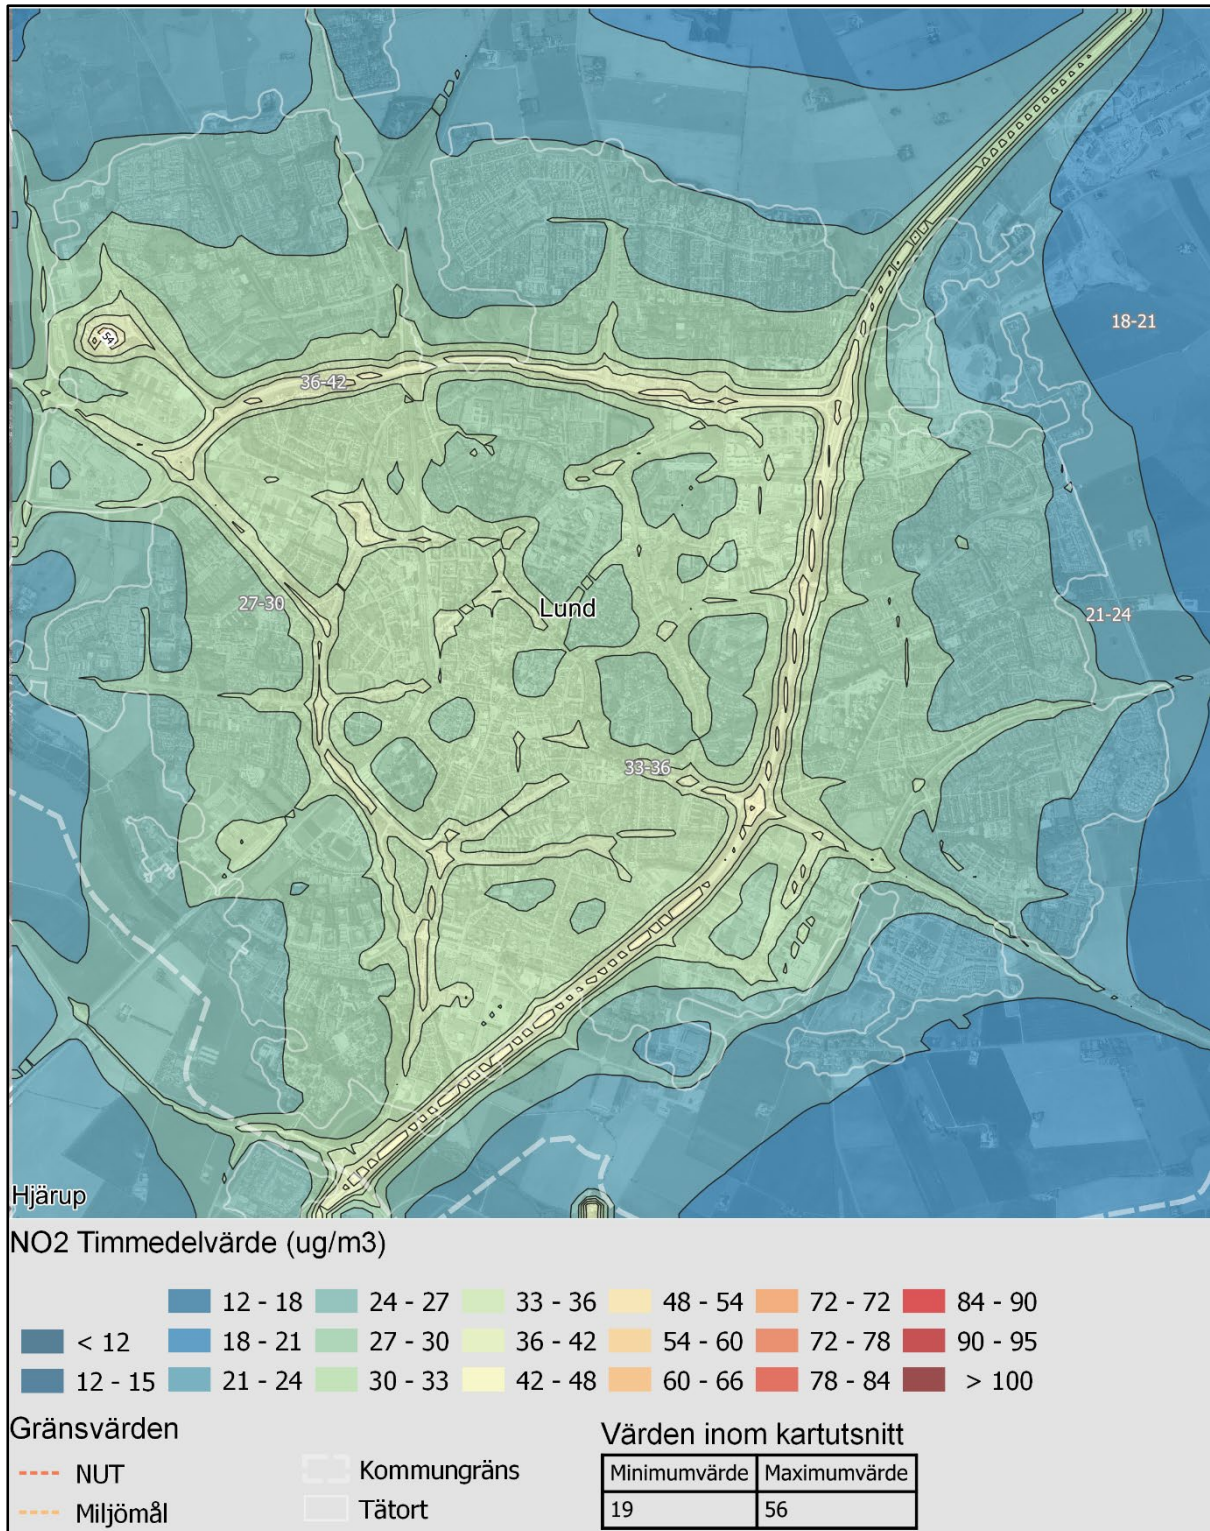 18-21
54
36-42
27-30
Lund
21-24
33-36
Hjärup
NO2 Timmedelvärde (ug/m3)
12 - 18 24 - 27 33 - 36 48 - 54 72 - 72 84 - 90
< 12 18 - 21 27 - 30 36 - 42 54 - 60 72 - 78 90 - 95
12 - 15 21 - 24 30 - 33 42 - 48 60 - 66 78 - 84 > 100
Gränsvärden
NUT
Miljömål
Kommungräns
Tätort
Värden inom kartutsnitt
Minimumvärde Maximumvärde
19 56